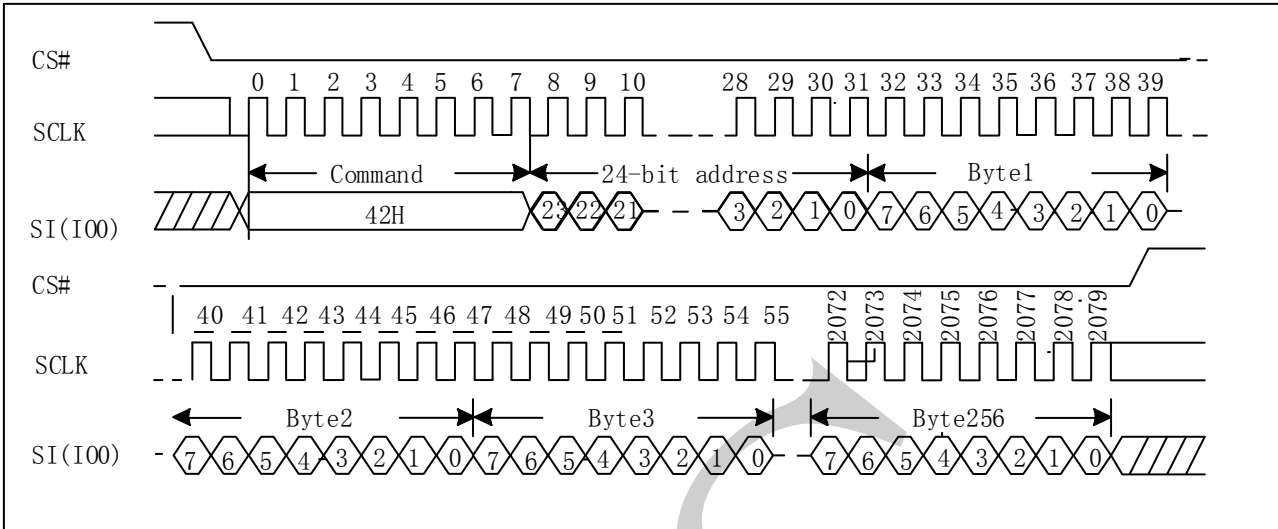 CS#
0 1 2 3 4 5 6 7 8 9 10 28 29 30 31 32 33 34 35 36 37 38 39
SCLK
Command 24-bit address Byte1
SI(IO0) 42H 23 22 21 3 2 1 0 7 6 5 4 3 2 1 0
CS#
40 41 42 43 44 45 46 47 48 49 50 51 52 53 54 55 2072 2073 2074 2075 2076 2077 2078 2079
SCLK
Byte2 Byte3 Byte256
SI(IO0) 7 6 5 4 3 2 1 0 7 6 5 4 3 2 1 0 7 6 5 4 3 2 1 0